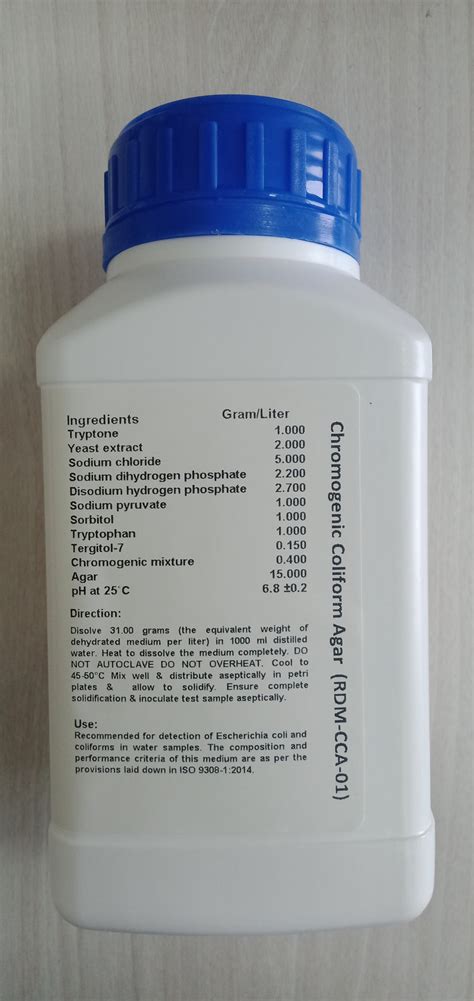 Ingredients Gram/Liter
Tryptone 1.000
Yeast extract 2.000
Sodium chloride 5.000
Sodium dihydrogen phosphate 2.200
Disodium hydrogen phosphate 2.700
Sodium pyruvate 1.000
Sorbitol 1.000
Tryptophan 1.000
Tergitol-7 0.150
Chromogenic mixture 0.400
Agar 15.000
pH at 25°C 6.8 ±0.2
Direction:
Disolve 31.00 grams (the equivalent weight of
dehydrated medium per liter) in 1000 ml distilled
water. Heat to dissolve the medium completely. DO
NOT AUTOCLAVE DO NOT OVERHEAT. Cool to
45-50°C Mix well & distribute aseptically in petri
plates & allow to solidify. Ensure complete
solidification & inoculate test sample aseptically.
Use:
Recommended for detection of Escherichia coli and
coliforms in water samples. The composition and
performance criteria of this medium are as per the
provisions laid down in ISO 9308-1:2014.
Chromogenic Coliform Agar (RDM-CCA-01)